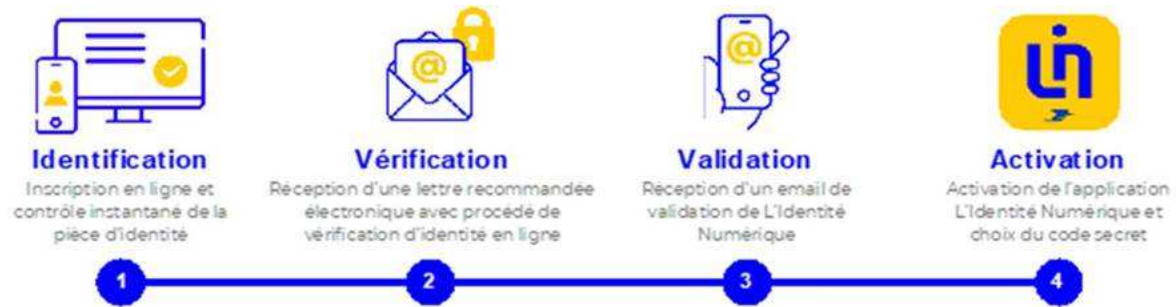 @
@
iN
Identification
Inscription en ligne et
contrôle instantané de la
pièce d'identité
Vérification
Réception d'une lettre recommandée
électronique avec procédé de
vérification d'identité en ligne
Validation
Réception d'un email de
validation de L'Identité
Numérique
Activation
Activation de l'application
L'Identité Numérique et
choix du code secret
1
2
3
4